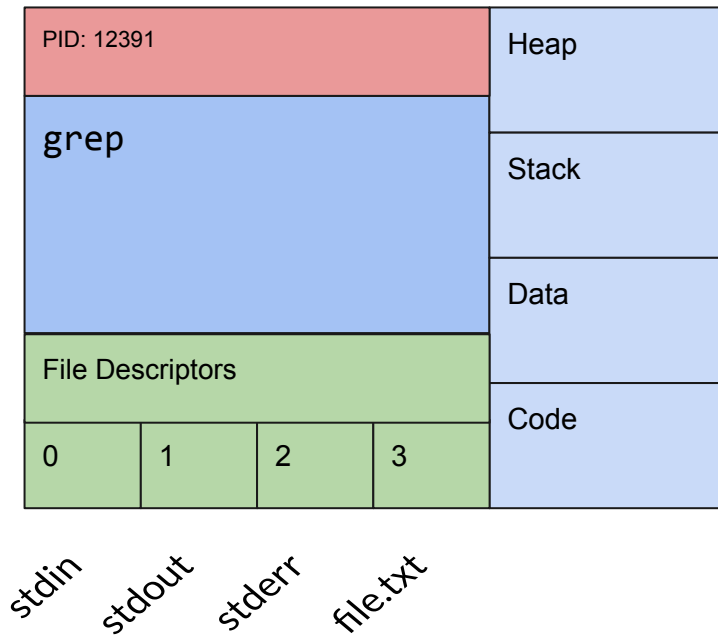 PID: 12391
grep
File Descriptors
0 1 2 3
stdin stdout stderr file.txt
Heap
Stack
Data
Code